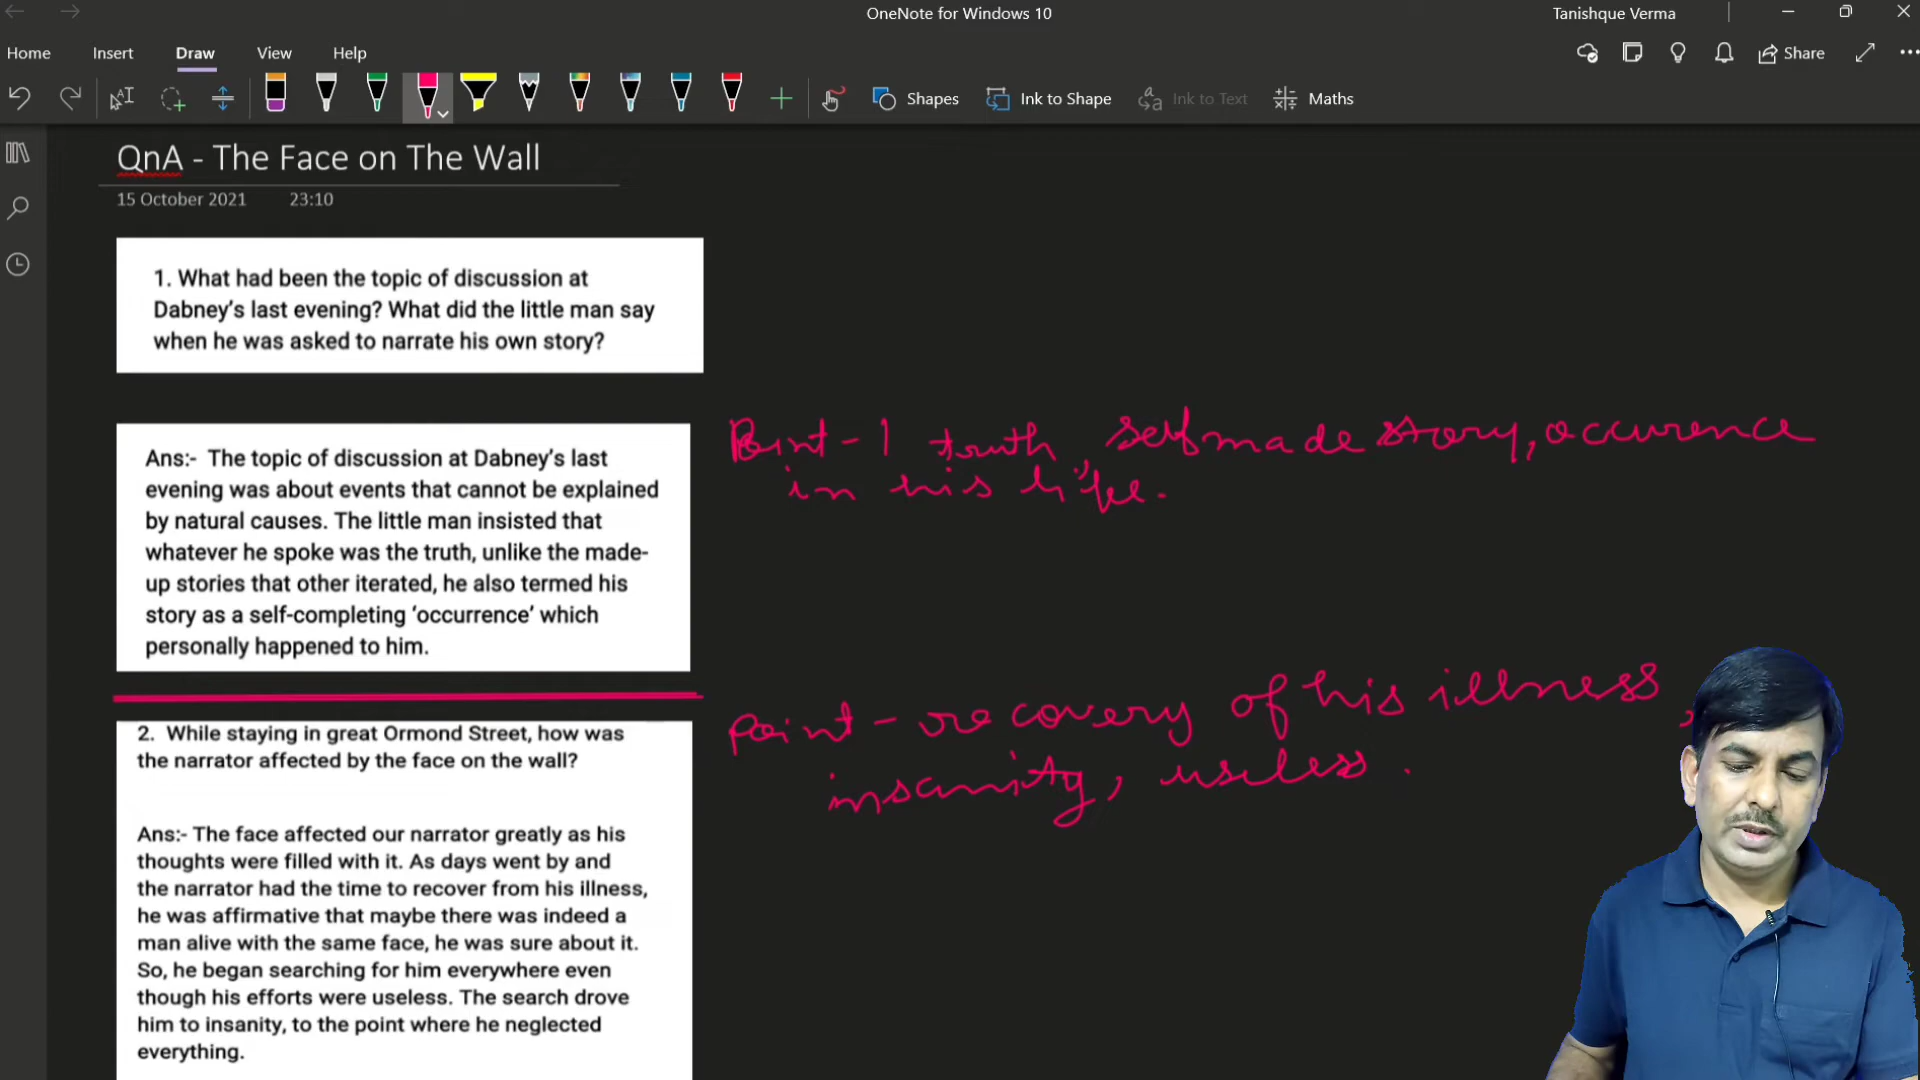 OneNote for Windows 10
Tanishque Verma
Home Insert Draw View Help
Share
Shapes Ink to Shape Ink to Text Maths
QnA - The Face on The Wall
15 October 2021 23:10
1. What had been the topic of discussion at
Dabney's last evening? What did the little man say
when he was asked to narrate his own story?
Ans:- The topic of discussion at Dabney's last
evening was about events that cannot be explained
by natural causes. The little man insisted that
whatever he spoke was the truth, unlike the made-
up stories that other iterated, he also termed his
story as a self-completing 'occurrence' which
personally happened to him.
Point - 1 truth, selfmade story, occurence
in his life.
2. While staying in great Ormond Street, how was
the narrator affected by the face on the wall?
Ans:- The face affected our narrator greatly as his
thoughts were filled with it. As days went by and
the narrator had the time to recover from his illness,
he was affirmative that maybe there was indeed a
man alive with the same face, he was sure about it.
So, he began searching for him everywhere even
though his efforts were useless. The search drove
him to insanity, to the point where he neglected
everything.
Point - recovery of his illness,
insanity, useless.